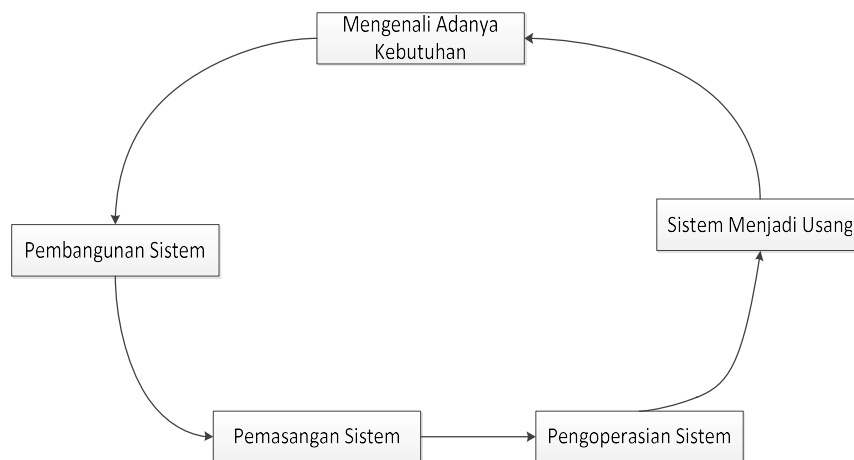 Mengenali Adanya
Kebutuhan
Sistem Menjadi Usang
Pembangunan Sistem
Pemasangan Sistem
Pengoperasian Sistem